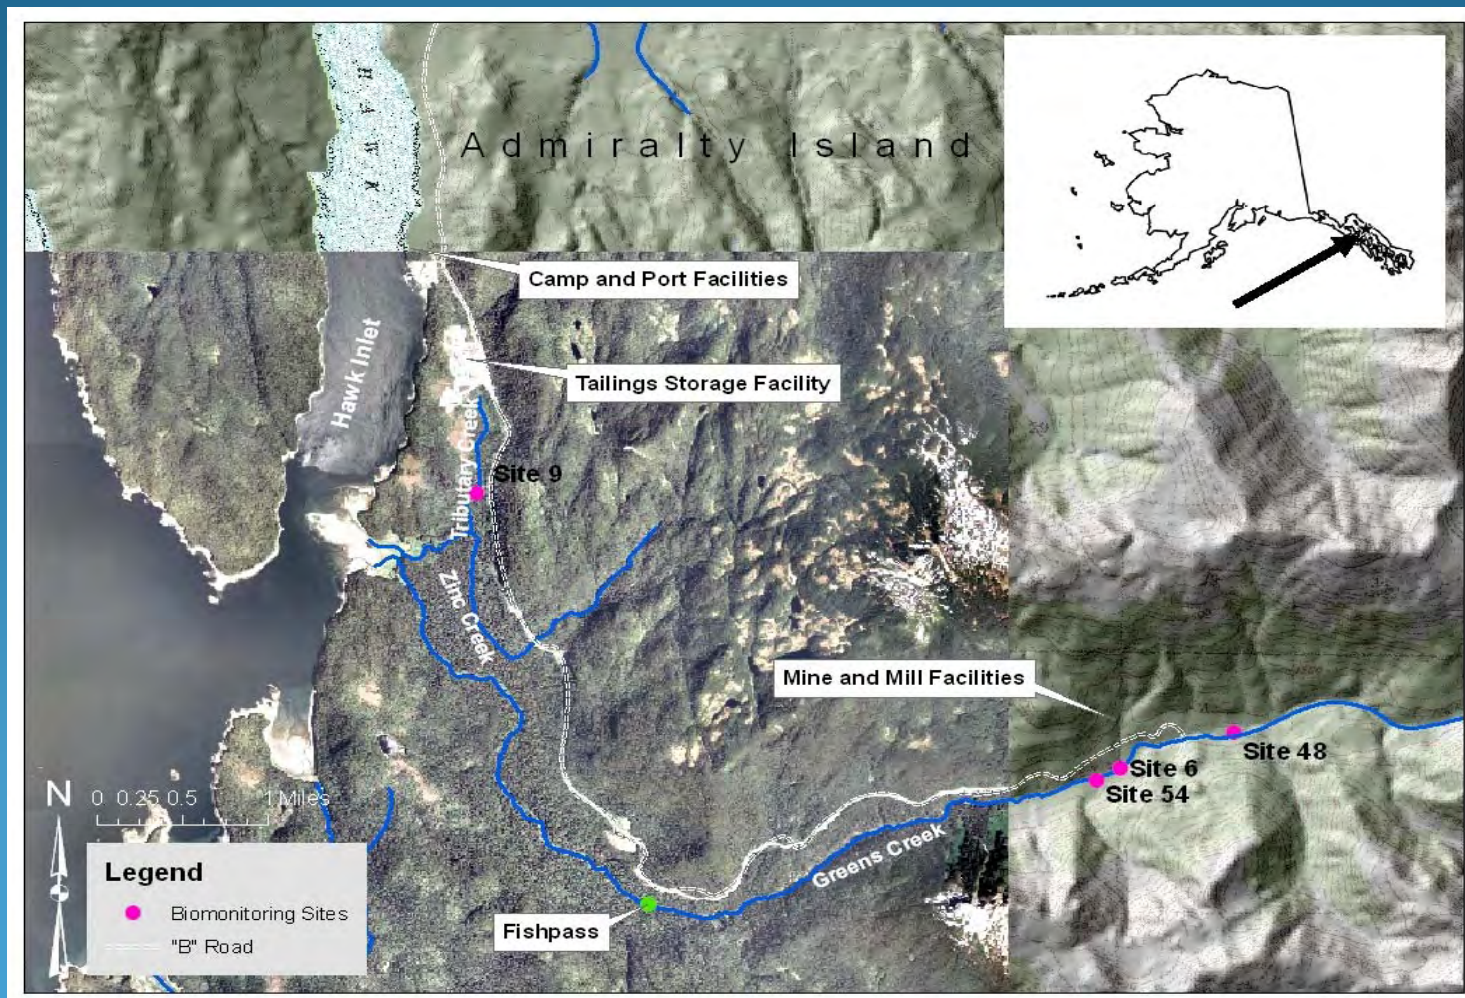 Admiralty Island
HAWK
Camp and Port Facilities
Hawk Inlet
Tailings Storage Facility
Tributary Creek
Site 9
Zinc Creek
Mine and Mill Facilities
Site 48
Site 6
Site 54
N
0 0.25 0.5 1 Miles
Greens Creek
Legend
Biomonitoring Sites
"B" Road
Fishpass